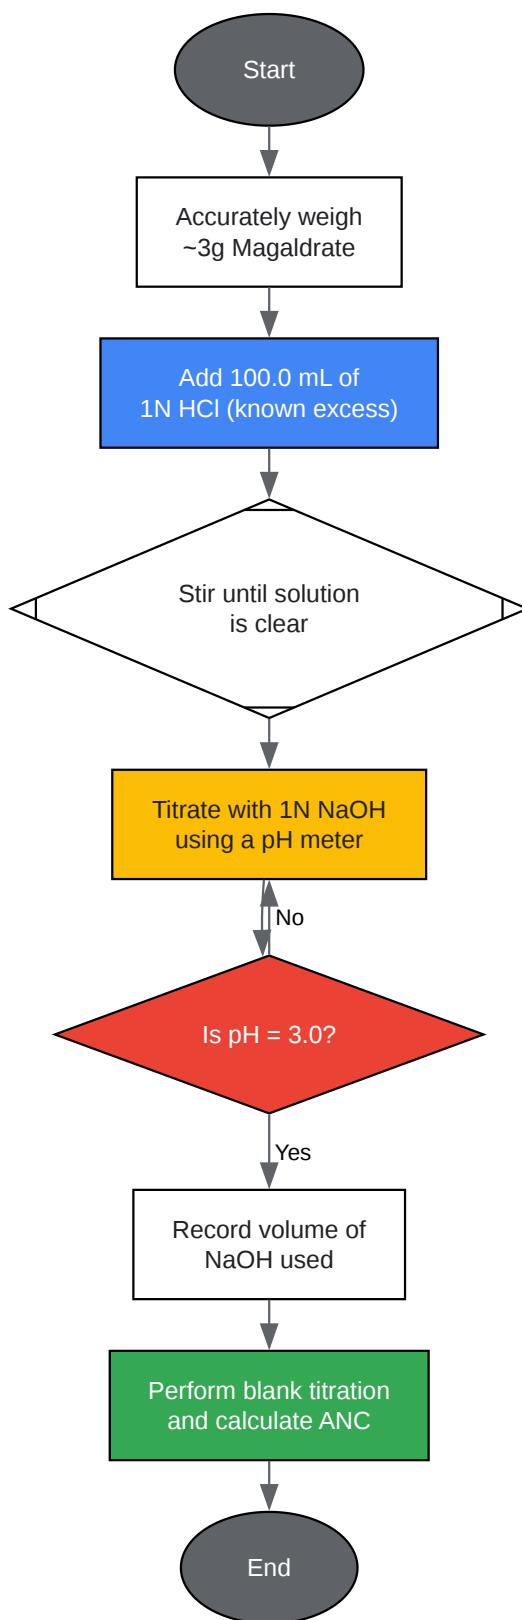 Start
Accurately weigh
~3g Magaldrate
Add 100.0 mL of
1N HCl (known excess)
Stir until solution
is clear
Titrate with 1N NaOH
using a pH meter
No
Is pH = 3.0?
Yes
Record volume of
NaOH used
Perform blank titration
and calculate ANC
End